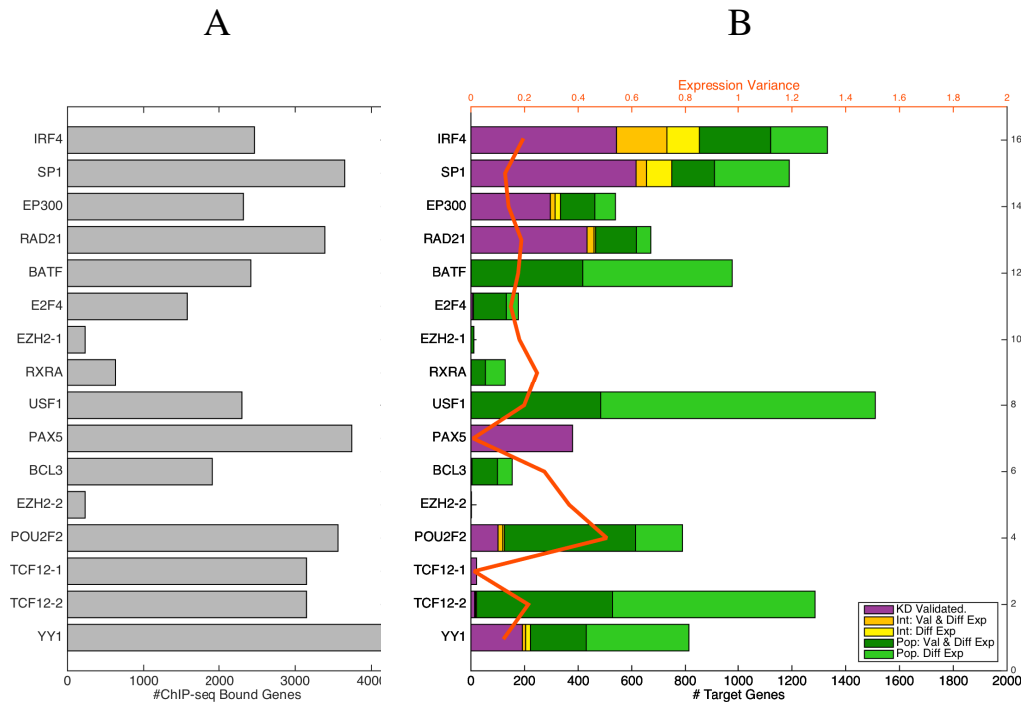 A
B
Expression Variance
0 0.2 0.4 0.6 0.8 1 1.2 1.4 1.6 1.8 2
IRF4
SP1
EP300
RAD21
BATF
E2F4
EZH2-1
RXRA
USF1
PAX5
BCL3
EZH2-2
POU2F2
TCF12-1
TCF12-2
YY1
0 1000 2000 3000 4000
#ChIP-seq Bound Genes
IRF4
SP1
EP300
RAD21
BATF
E2F4
EZH2-1
RXRA
USF1
PAX5
BCL3
EZH2-2
POU2F2
TCF12-1
TCF12-2
YY1
16
14
12
10
8
6
4
2
0
KD Validated.
Int: Val & Diff Exp
Int: Diff Exp
Pop: Val & Diff Exp
Pop. Diff Exp
0 200 400 600 800 1000 1200 1400 1600 1800 2000
# Target Genes